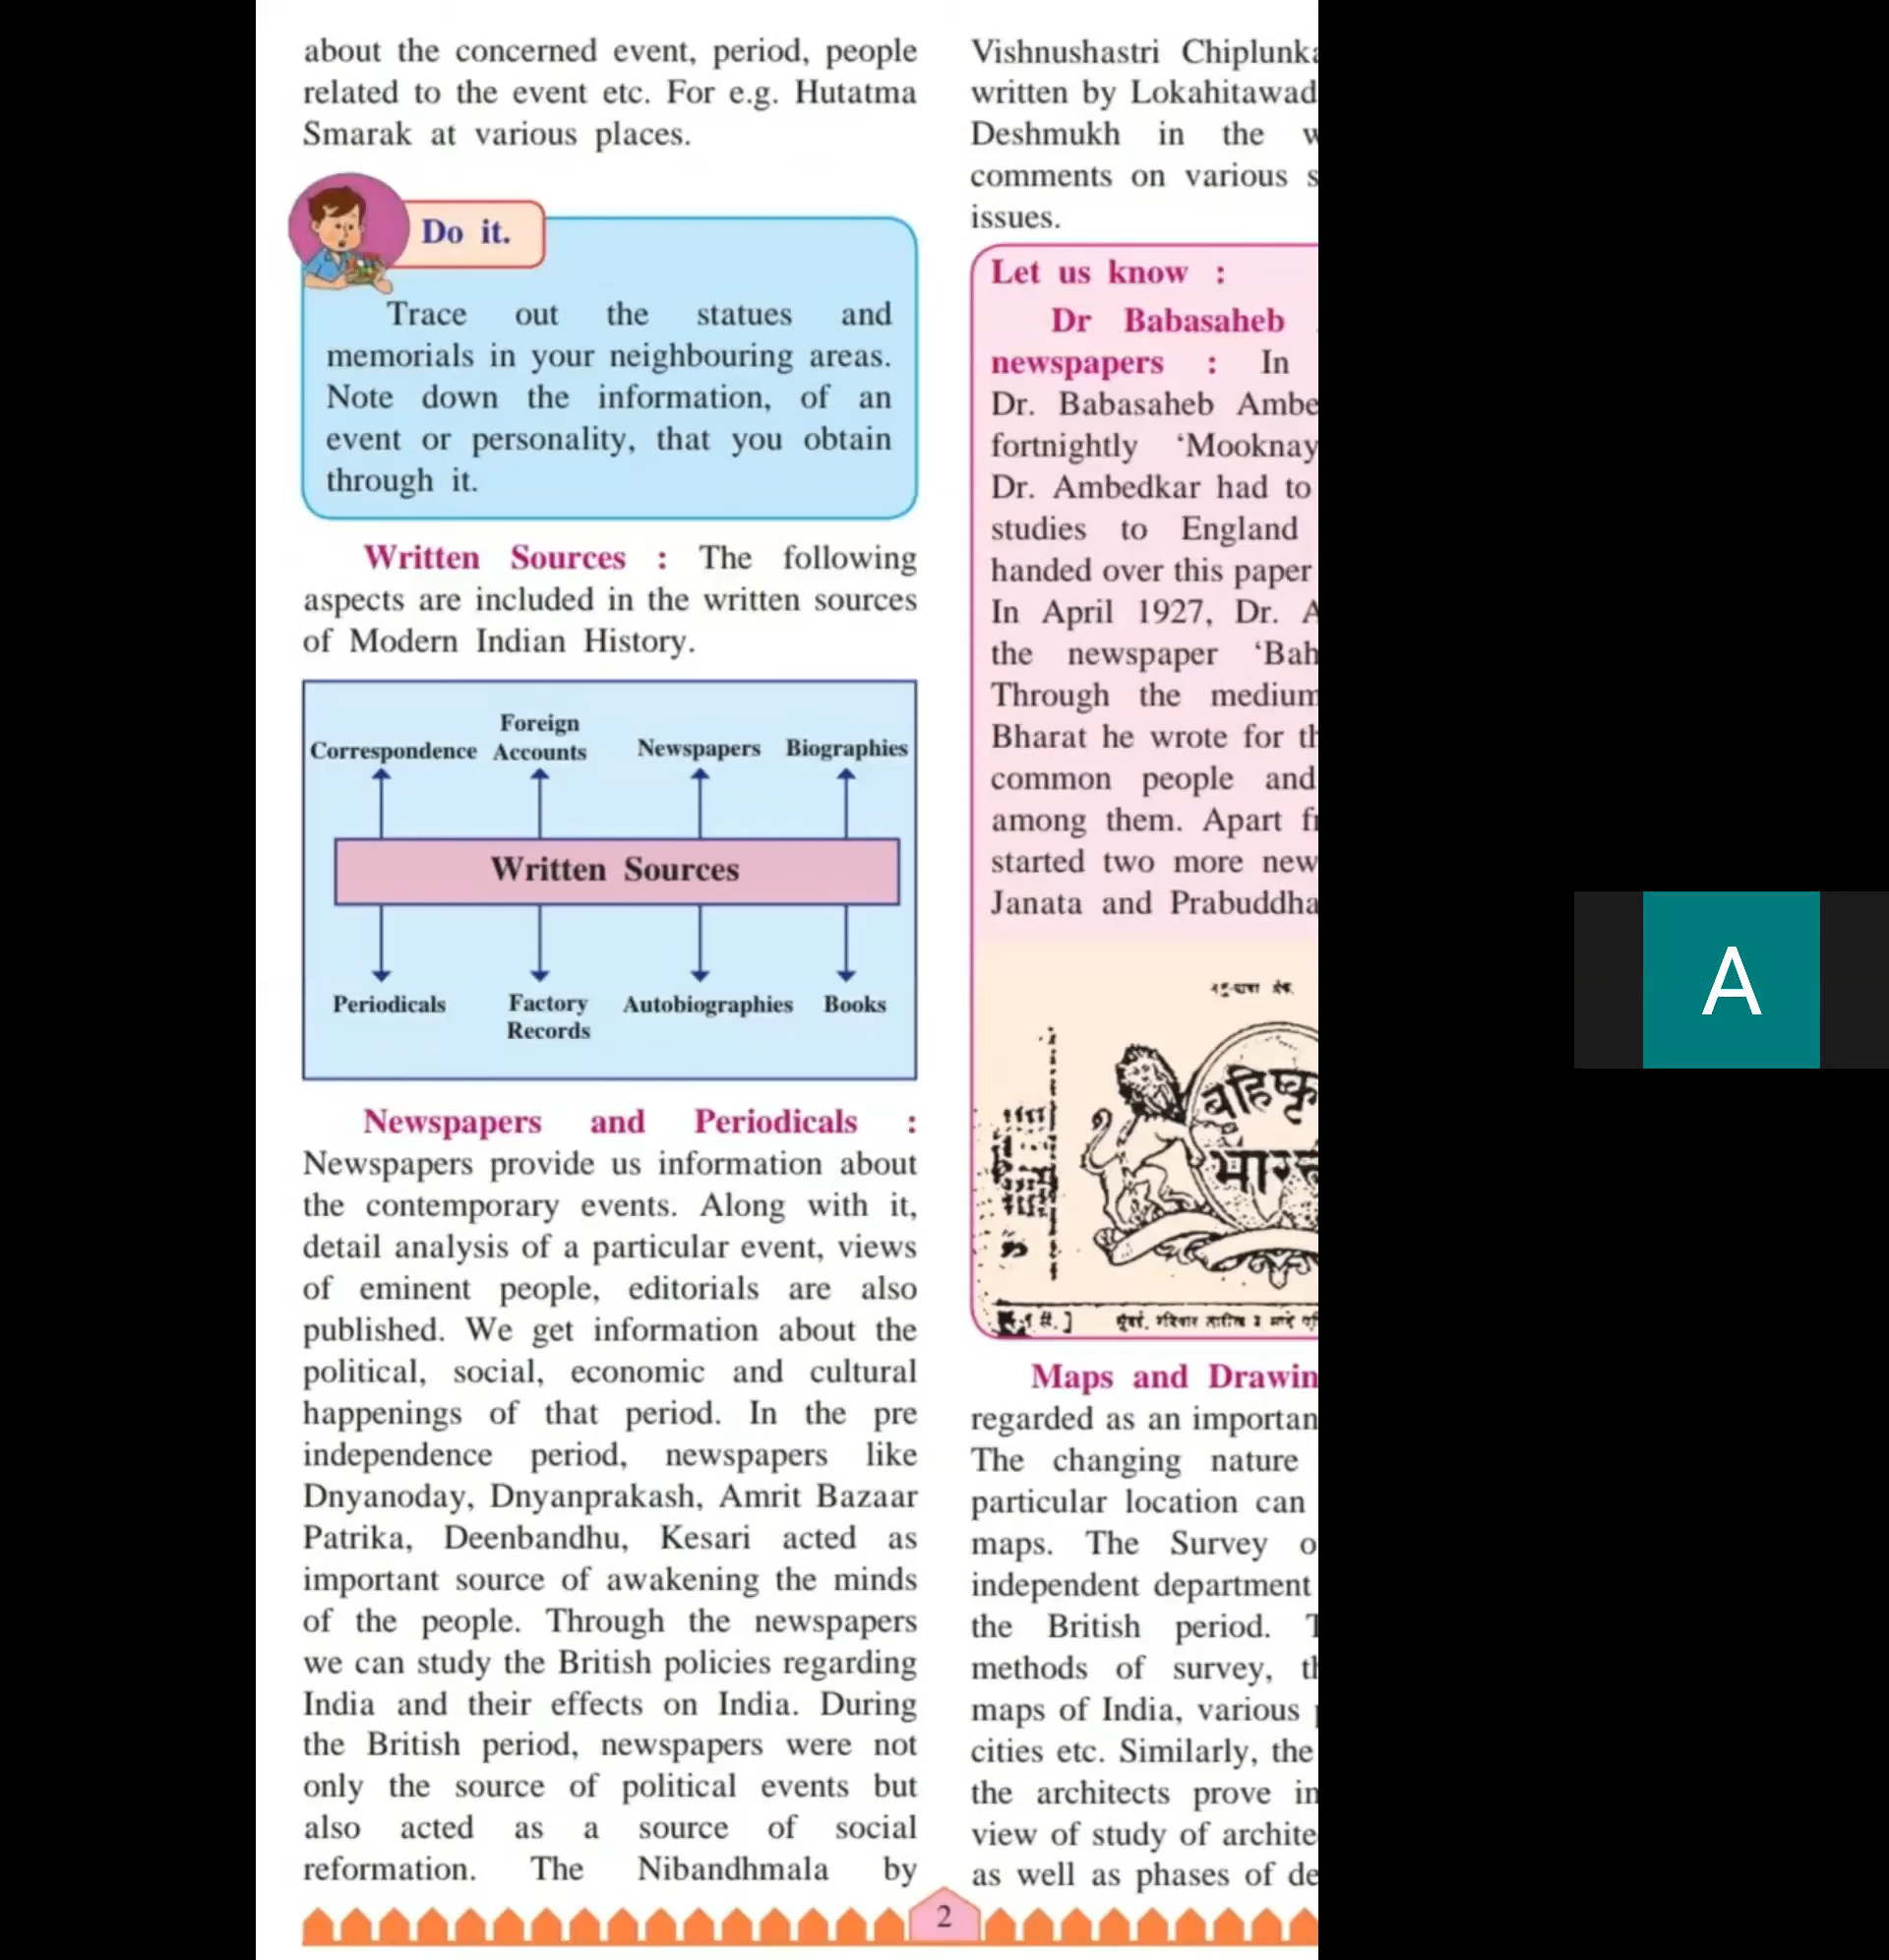 about the concerned event, period, people
related to the event etc. For e.g. Hutatma
Smarak at various places.
Do it.
Trace out the statues and
memorials in your neighbouring areas.
Note down the information, of an
event or personality, that you obtain
through it.
Written Sources : The following
aspects are included in the written sources
of Modern Indian History.
Correspondence
Foreign
Accounts
Newspapers
Biographies
Written Sources
Periodicals
Factory
Records
Autobiographies
Books
Newspapers and Periodicals :
Newspapers provide us information about
the contemporary events. Along with it,
detail analysis of a particular event, views
of eminent people, editorials are also
published. We get information about the
political, social, economic and cultural
happenings of that period. In the pre
independence period, newspapers like
Dnyanoday, Dnyanprakash, Amrit Bazaar
Patrika, Deenbandhu, Kesari acted as
important source of awakening the minds
of the people. Through the newspapers
we can study the British policies regarding
India and their effects on India. During
the British period, newspapers were not
only the source of political events but
also acted as a source of social
reformation. The Nibandhmala by
Vishnushastri Chiplunka
written by Lokahitawad
Deshmukh in the w
comments on various s
issues.
Let us know :
Dr Babasaheb
newspapers : In
Dr. Babasaheb Ambe
fortnightly ‘Mooknay
Dr. Ambedkar had to
studies to England
handed over this paper
In April 1927, Dr. A
the newspaper ‘Bah
Through the medium
Bharat he wrote for th
common people and
among them. Apart fr
started two more new
Janata and Prabuddha
बहिष्कृ
भारत
Maps and Drawin
regarded as an importan
The changing nature
particular location can
maps. The Survey o
independent department
the British period. T
methods of survey, th
maps of India, various
cities etc. Similarly, the
the architects prove in
view of study of archite
as well as phases of de
2
A